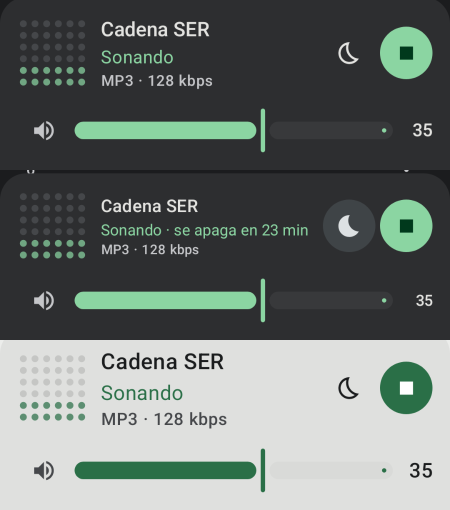 Cadena SER
Sonando
MP3 · 128 kbps
35
Cadena SER
Sonando · se apaga en 23 min
MP3 · 128 kbps
35
Cadena SER
Sonando
MP3 · 128 kbps
35